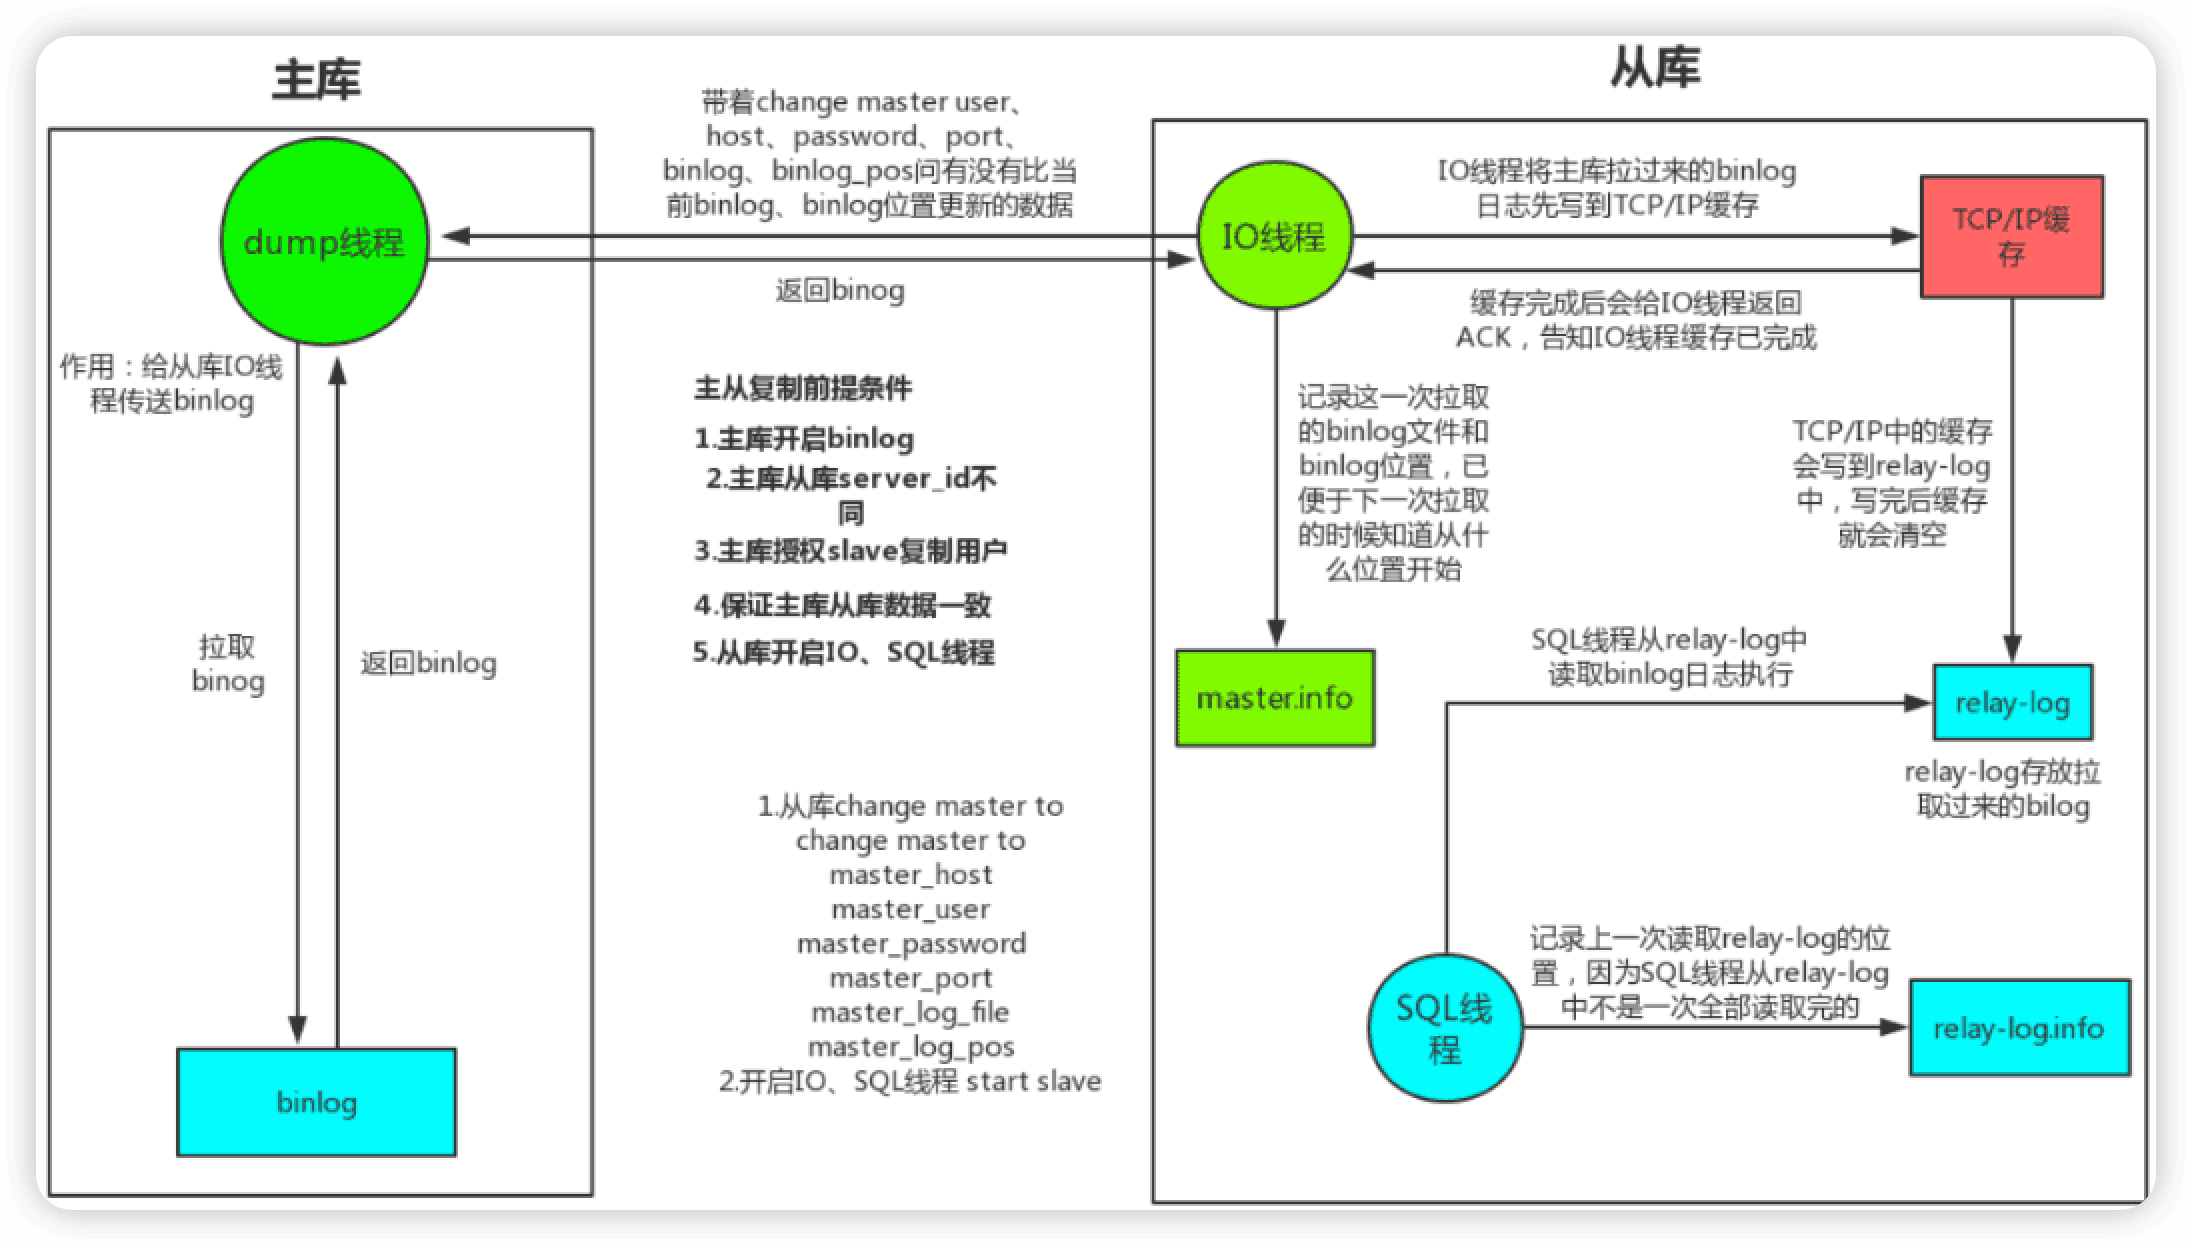 主库
从库
带着change master user、
host、password、port、
binlog、binlog_pos问有没有比当
前binlog、binlog位置更新的数据
dump线程
返回binog
IO线程
IO线程将主库拉过来的binlog
日志先写到TCP/IP缓存
TCP/IP缓
存
缓存完成后会给IO线程返回
ACK，告知IO线程缓存已完成
作用：给从库IO线
程传送binlog
拉取
binog
返回binlog
binlog
主从复制前提条件
1.主库开启binlog
2.主库从库server_id不
同
3.主库授权slave复制用户
4.保证主库从库数据一致
5.从库开启IO、SQL线程
1.从库change master to
change master to
master_host
master_user
master_password
master_port
master_log_file
master_log_pos
2.开启IO、SQL线程 start slave
记录这一次拉取
的binlog文件和
binlog位置，已
便于下一次拉取
的时候知道从什
么位置开始
master.info
TCP/IP中的缓存
会写到relay-log
中，写完后缓存
就会清空
SQL线程从relay-log中
读取binlog日志执行
relay-log
relay-log存放拉
取过来的bilog
SQL线
程
记录上一次读取relay-log的位
置，因为SQL线程从relay-log
中不是一次全部读取完的
relay-log.info